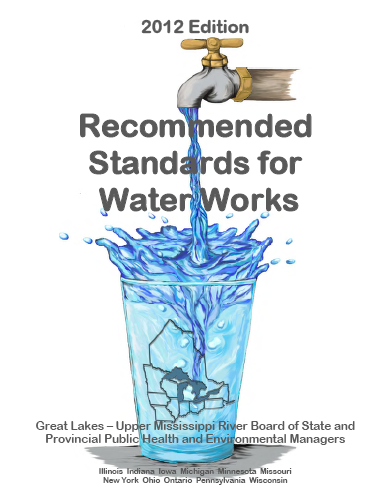 2012 Edition
Recommended
Standards for
Water Works
Great Lakes – Upper Mississippi River Board of State and
Provincial Public Health and Environmental Managers
Illinois Indiana Iowa Michigan Minnesota Missouri
New York Ohio Ontario Pennsylvania Wisconsin